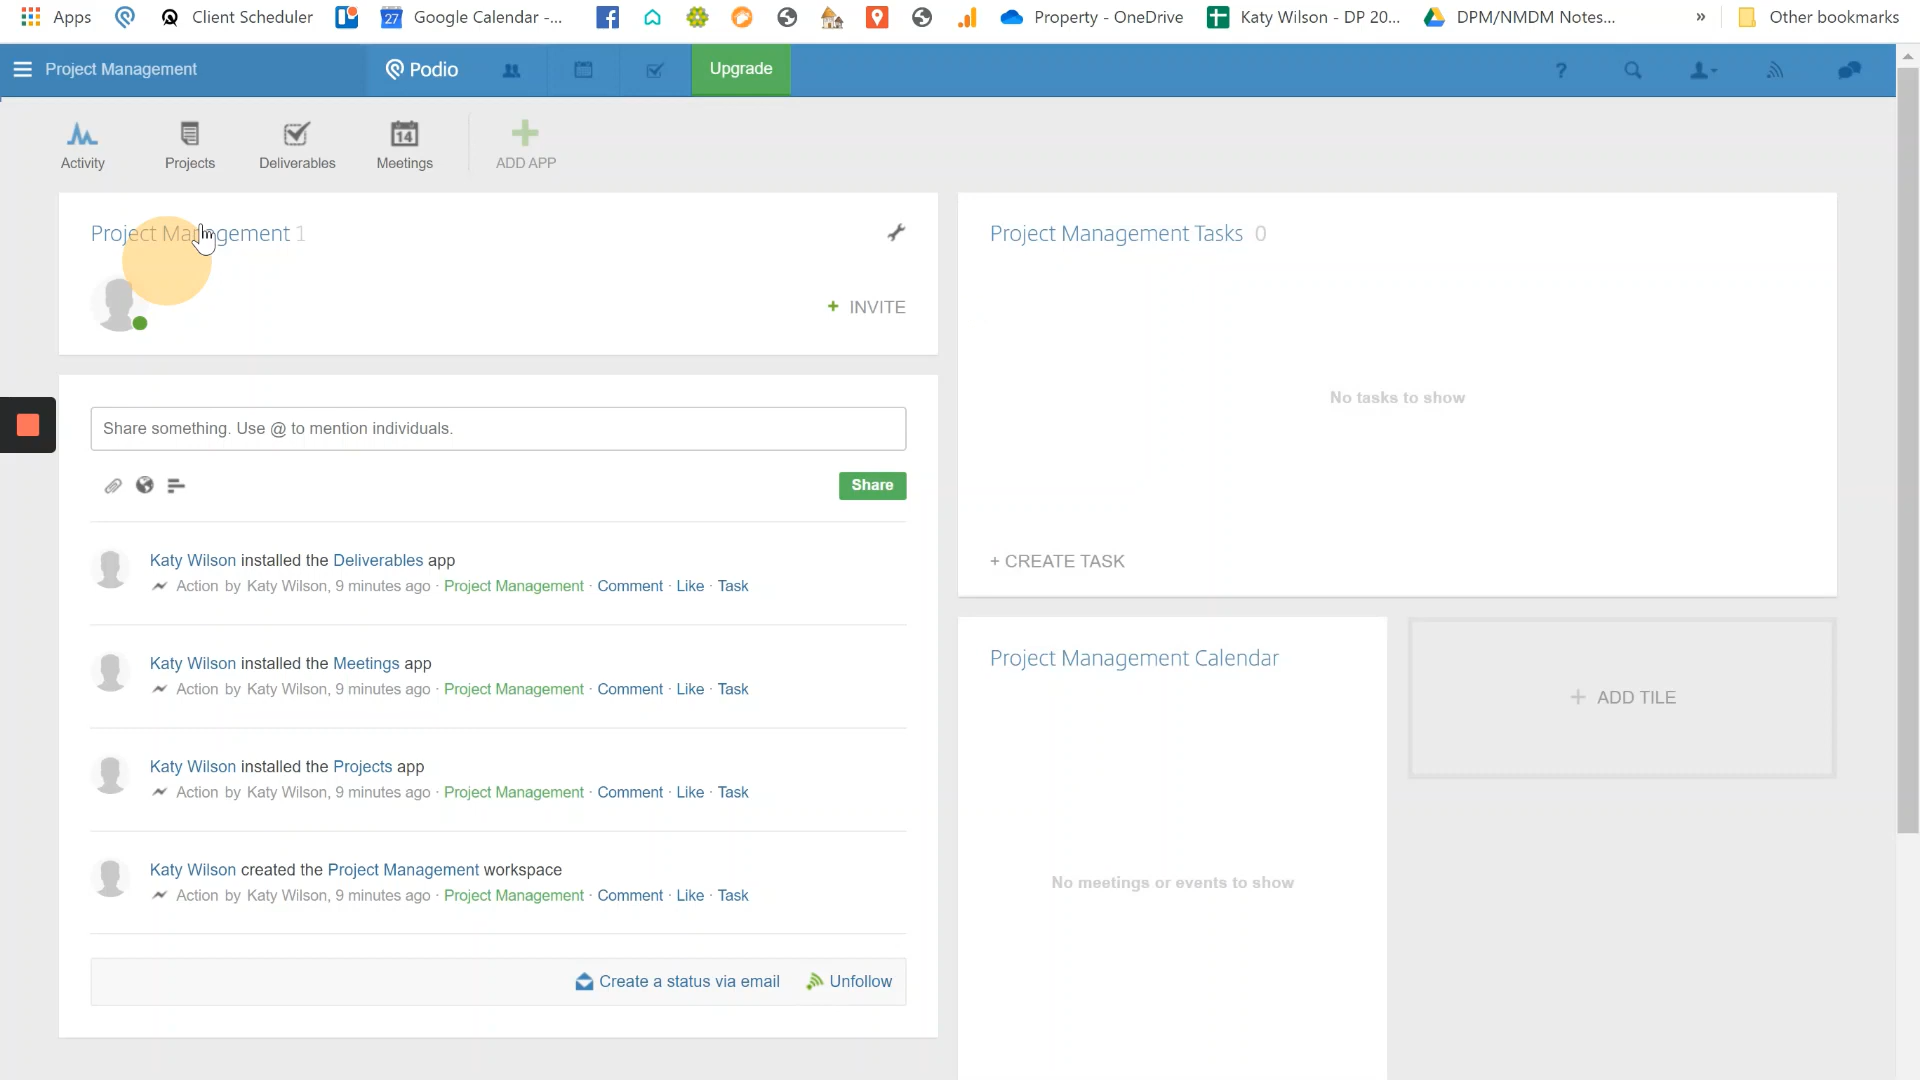 Apps
Client Scheduler
27 Google Calendar -...
Property - OneDrive
Katy Wilson - DP 20...
DPM/NMDM Notes...
»
Other bookmarks
Project Management
Podio
Upgrade
?
Activity
Projects
Deliverables
14
Meetings
ADD APP
Project Management 1
+ INVITE
Project Management Tasks 0
No tasks to show
+ CREATE TASK
Share something. Use @ to mention individuals.
Share
Katy Wilson installed the Deliverables app
Action by Katy Wilson, 9 minutes ago · Project Management · Comment · Like · Task
Katy Wilson installed the Meetings app
Action by Katy Wilson, 9 minutes ago · Project Management · Comment · Like · Task
Katy Wilson installed the Projects app
Action by Katy Wilson, 9 minutes ago · Project Management · Comment · Like · Task
Katy Wilson created the Project Management workspace
Action by Katy Wilson, 9 minutes ago · Project Management · Comment · Like · Task
Create a status via email
Unfollow
Project Management Calendar
No meetings or events to show
+ ADD TILE